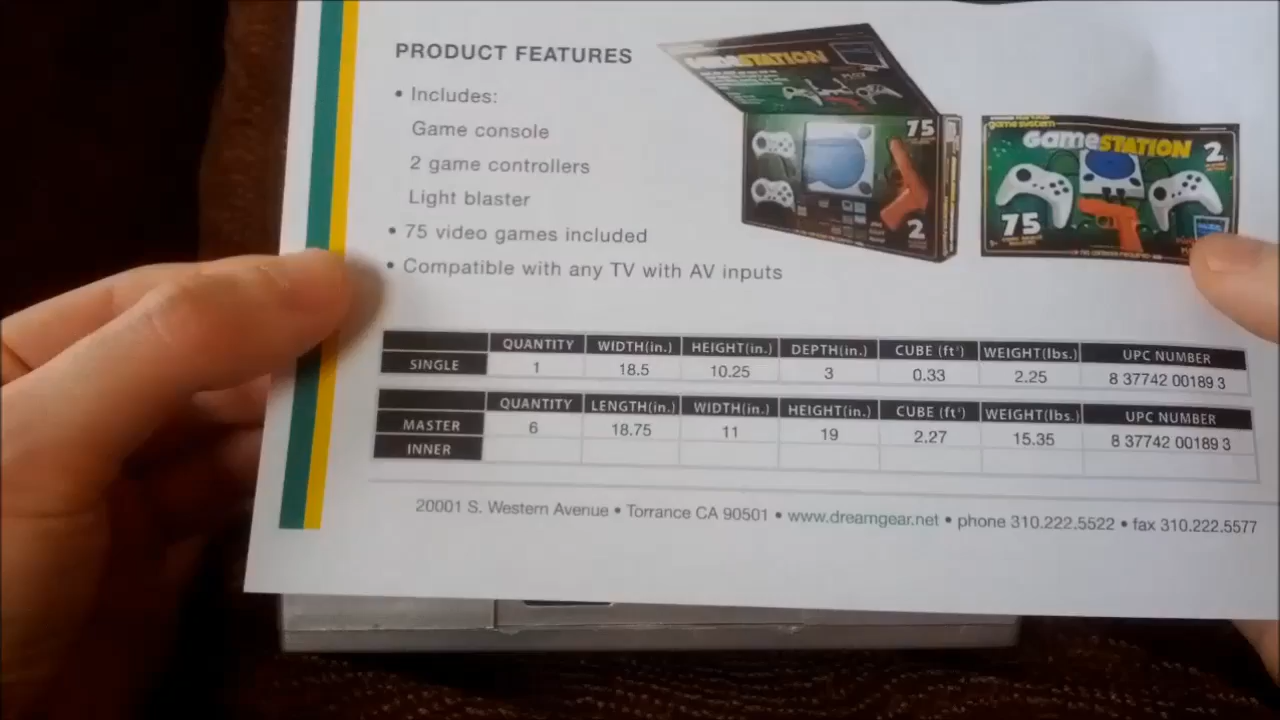 PRODUCT FEATURES
• Includes:
Game console
2 game controllers
Light blaster
• 75 video games included
• Compatible with any TV with AV inputs
STATION
75
2
game system
GameSTATION
2
75
QUANTITY WIDTH(in.) HEIGHT(in.) DEPTH(in.) CUBE (ft³) WEIGHT(lbs.) UPC NUMBER
SINGLE 1 18.5 10.25 3 0.33 2.25 8 37742 00189 3
QUANTITY LENGTH(in.) WIDTH(in.) HEIGHT(in.) CUBE (ft³) WEIGHT(lbs.) UPC NUMBER
MASTER 6 18.75 11 19 2.27 15.35 8 37742 00189 3
INNER
20001 S. Western Avenue • Torrance CA 90501 • www.dreamgear.net • phone 310.222.5522 • fax 310.222.5577